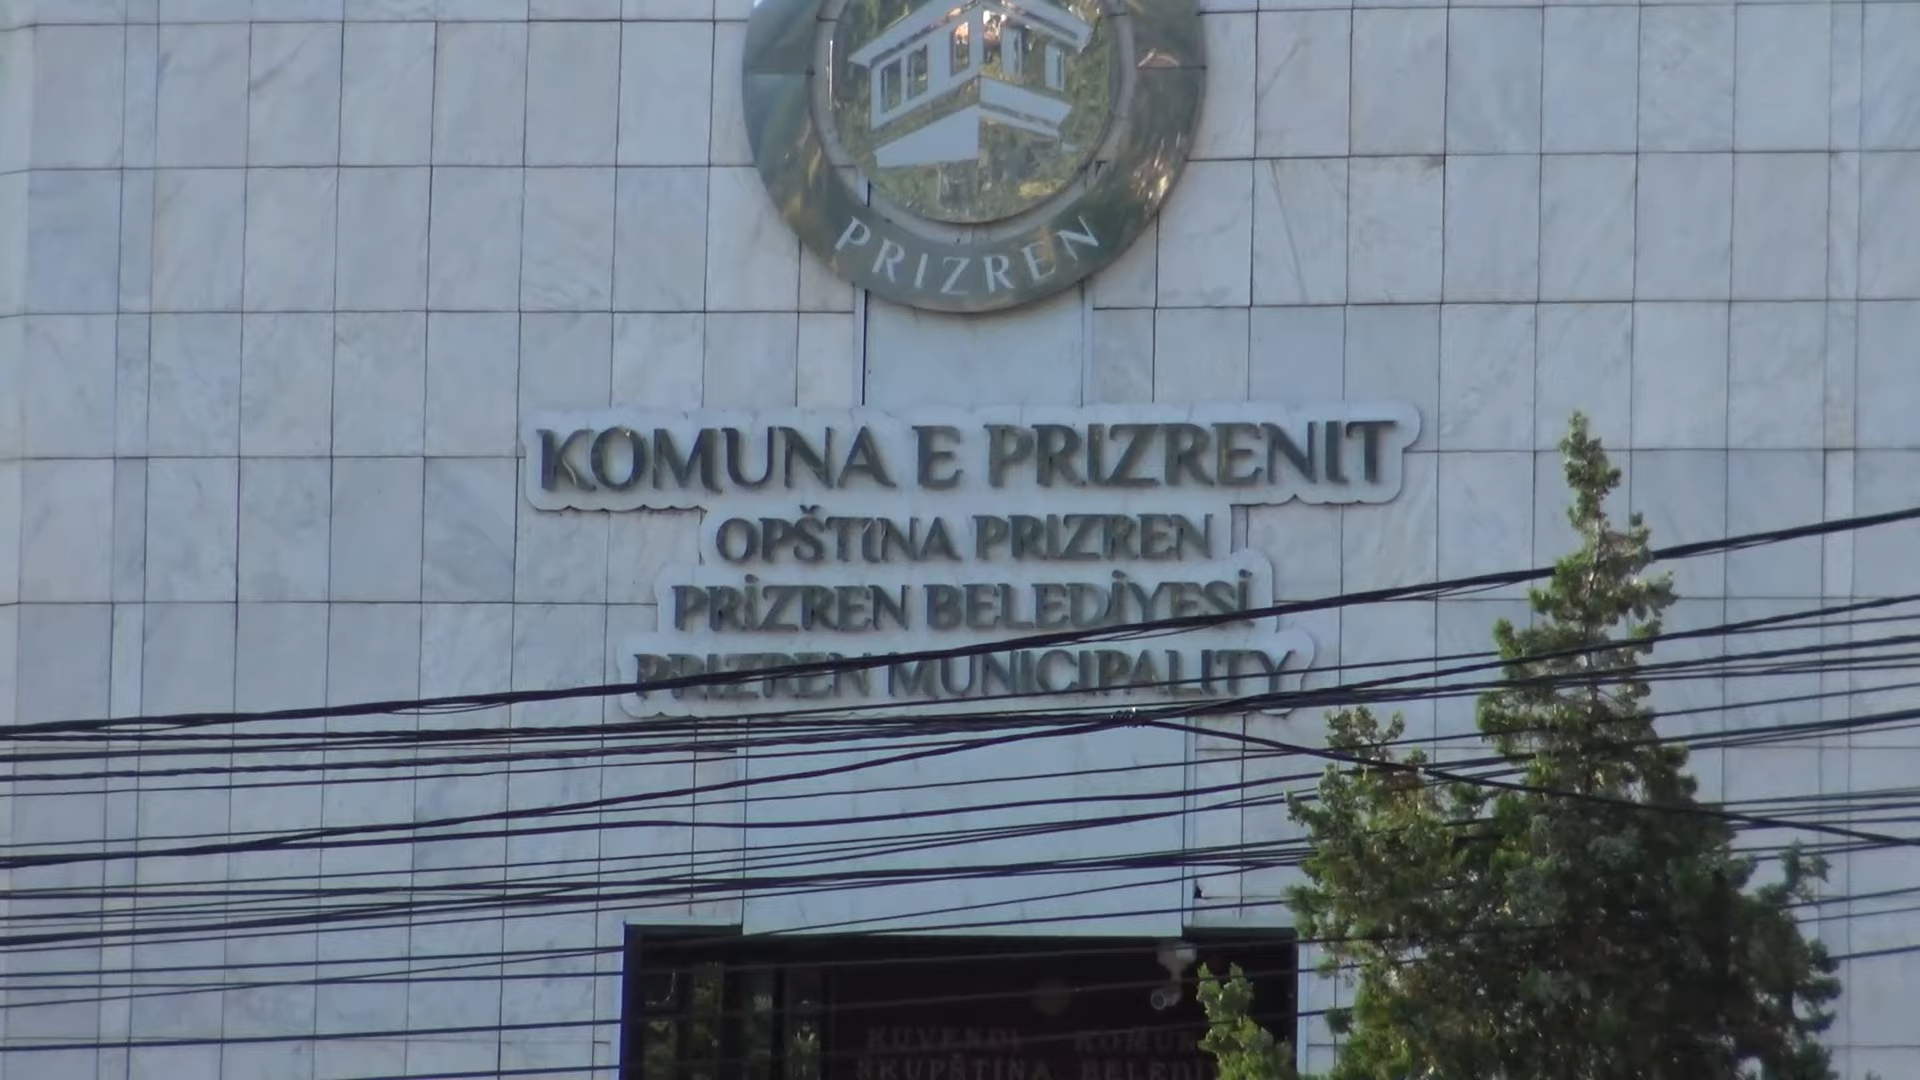 PRIZREN
KOMUNA E PRIZRENIT
OPŠTINA PRIZREN
PRİZREN BELEDİYESİ
PRIZREN MUNICIPALITY
KUVENDI
SKUPŠTINA